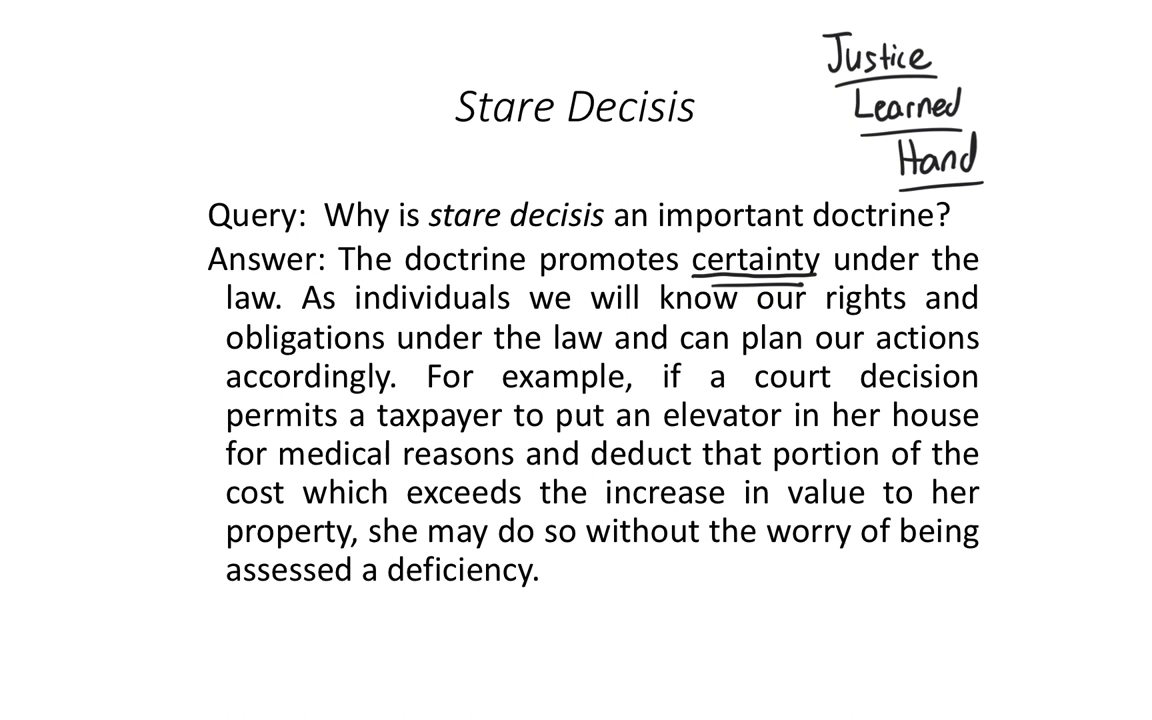 Justice
Learned
Hand
Stare Decisis
Query: Why is stare decisis an important doctrine?
Answer: The doctrine promotes certainty under the
law. As individuals we will know our rights and
obligations under the law and can plan our actions
accordingly. For example, if a court decision
permits a taxpayer to put an elevator in her house
for medical reasons and deduct that portion of the
cost which exceeds the increase in value to her
property, she may do so without the worry of being
assessed a deficiency.